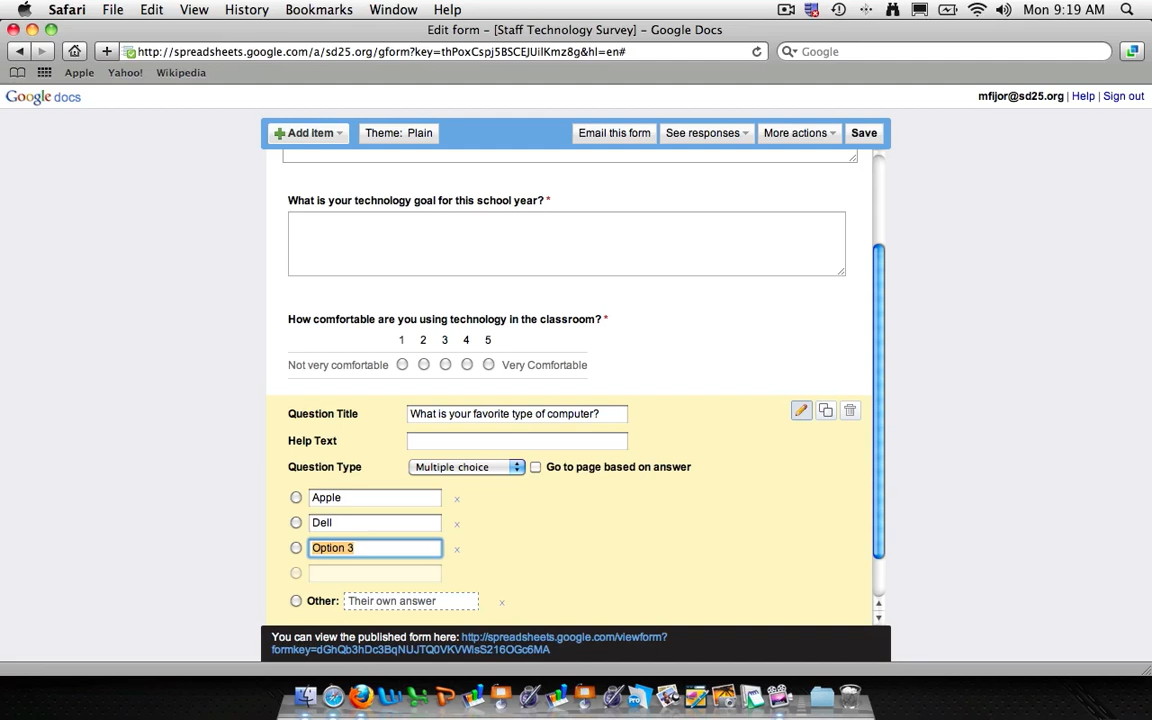 Safari File Edit View History Bookmarks Window Help Mon 9:19 AM
Edit form - [Staff Technology Survey] - Google Docs
http://spreadsheets.google.com/a/sd25.org/gform?key=thPoxCspj5BSCEJUilKmz8g&hl=en# Google
Apple Yahoo! Wikipedia
Google docs mfijor@sd25.org | Help | Sign out
Add item Theme: Plain Email this form See responses More actions Save
What is your technology goal for this school year? *
How comfortable are you using technology in the classroom? *
1 2 3 4 5
Not very comfortable Very Comfortable
Question Title What is your favorite type of computer?
Help Text
Question Type Multiple choice Go to page based on answer
Apple x
Dell x
Option 3 x
Other: Their own answer x
You can view the published form here: http://spreadsheets.google.com/viewform?
formkey=dGhQb3hDc3BqNUJTQ0VKVWlsS216OGc6MA